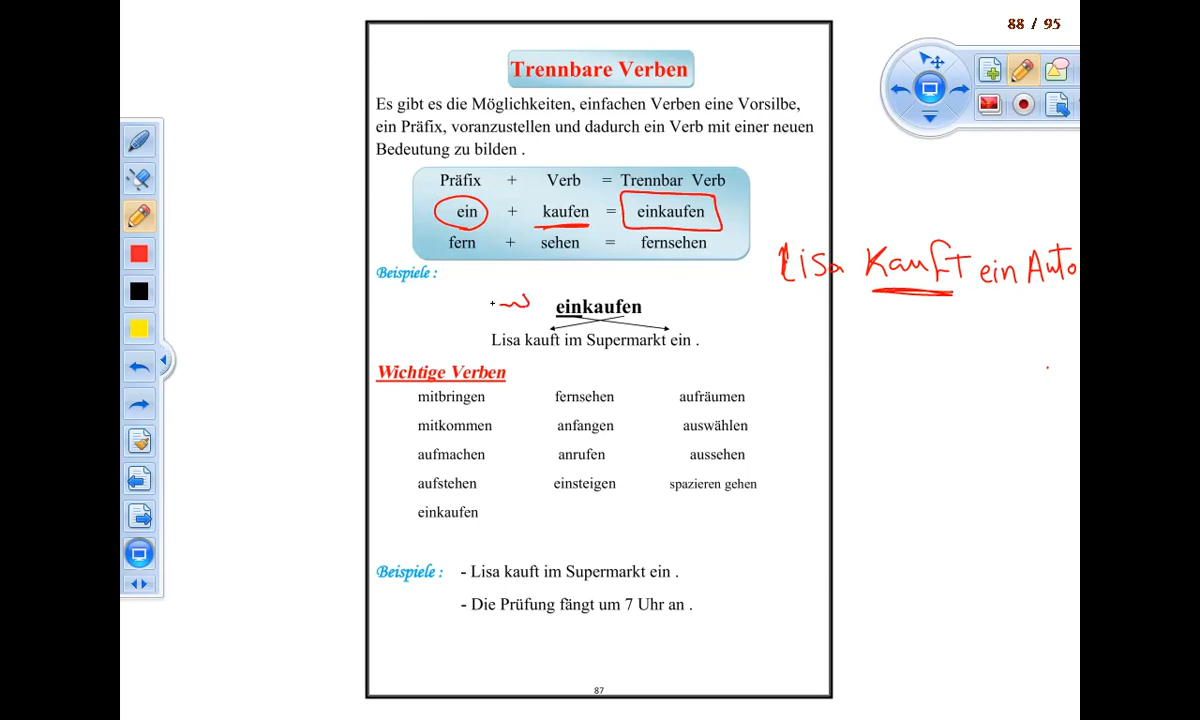 88 / 95
Trennbare Verben
Es gibt es die Möglichkeiten, einfachen Verben eine Vorsilbe,
ein Präfix, voranzustellen und dadurch ein Verb mit einer neuen
Bedeutung zu bilden .
Präfix + Verb = Trennbar Verb
ein + kaufen = einkaufen
fern + sehen = fernsehen
Lisa kauft ein Auto
Beispiele :
einkaufen
Lisa kauft im Supermarkt ein .
Wichtige Verben
mitbringen fernsehen aufräumen
mitkommen anfangen auswählen
aufmachen anrufen aussehen
aufstehen einsteigen spazieren gehen
einkaufen
Beispiele : - Lisa kauft im Supermarkt ein .
- Die Prüfung fängt um 7 Uhr an .
87